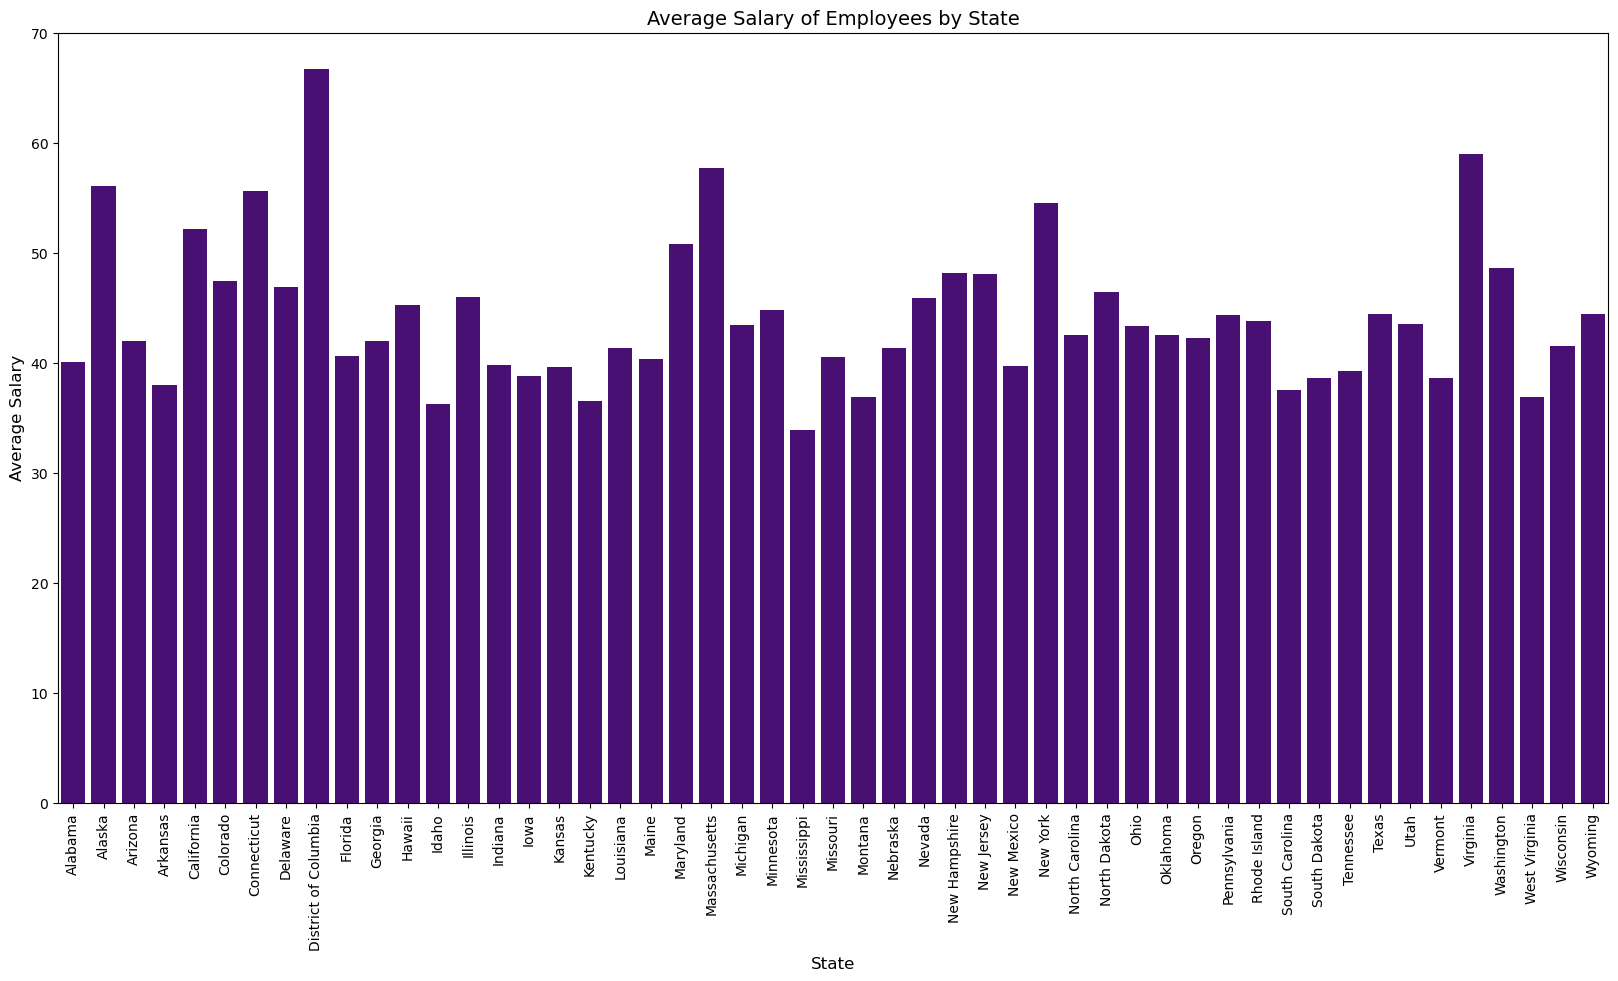 Average Salary of Employees by State
Average Salary
70
60
50
40
30
20
10
0
Alabama
Alaska
Arizona
Arkansas
California
Colorado
Connecticut
Delaware
District of Columbia
Florida
Georgia
Hawaii
Idaho
Illinois
Indiana
Iowa
Kansas
Kentucky
Louisiana
Maine
Maryland
Massachusetts
Michigan
Minnesota
Mississippi
Missouri
Montana
Nebraska
Nevada
New Hampshire
New Jersey
New Mexico
New York
North Carolina
North Dakota
Ohio
Oklahoma
Oregon
Pennsylvania
Rhode Island
South Carolina
South Dakota
Tennessee
Texas
Utah
Vermont
Virginia
Washington
West Virginia
Wisconsin
Wyoming
State